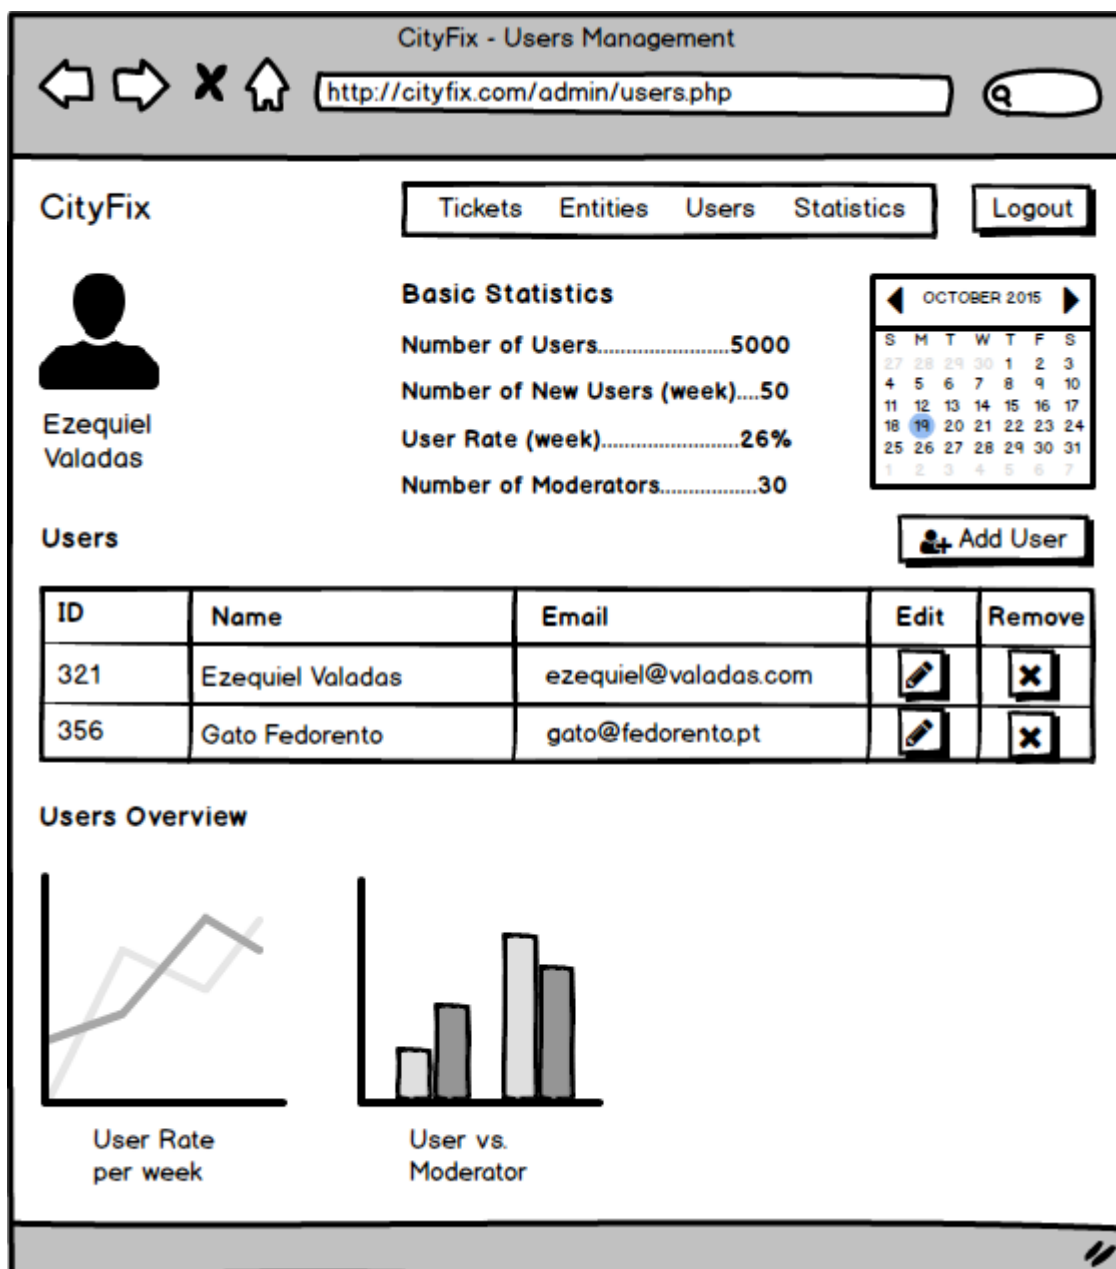 CityFix - Users Management
http://cityfix.com/admin/users.php
CityFix
Tickets Entities Users Statistics
Logout
Ezequiel
Valadas
Basic Statistics
Number of Users.......................5000
Number of New Users (week)....50
User Rate (week)........................26%
Number of Moderators.................30
OCTOBER 2015
S M T W T F S
27 28 29 30 1 2 3
4 5 6 7 8 9 10
11 12 13 14 15 16 17
18 19 20 21 22 23 24
25 26 27 28 29 30 31
1 2 3 4 5 6 7
Users
Add User
ID Name Email Edit Remove
321 Ezequiel Valadas ezequiel@valadas.com
356 Gato Fedorento gato@fedorento.pt
Users Overview
User Rate
per week
User vs.
Moderator